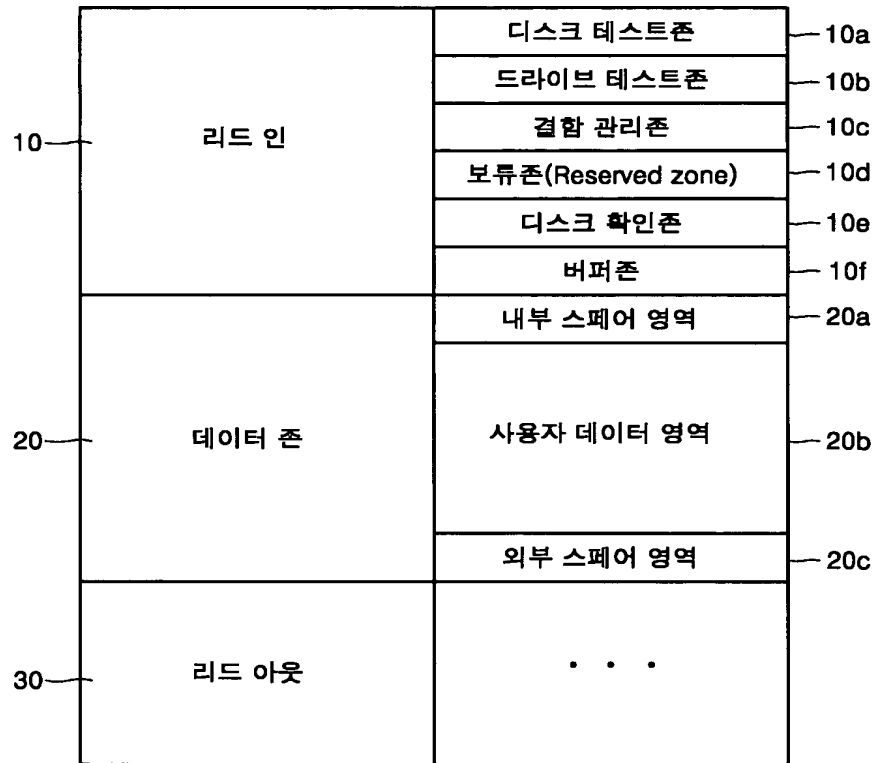 디스크 테스트존 10a
드라이브 테스트존 10b
10 리드 인 결함 관리존 10c
보류존(Reserved zone) 10d
디스크 확인존 10e
버퍼존 10f
내부 스페어 영역 20a
20 데이터 존 사용자 데이터 영역 20b
외부 스페어 영역 20c
30 리드 아웃 . . .